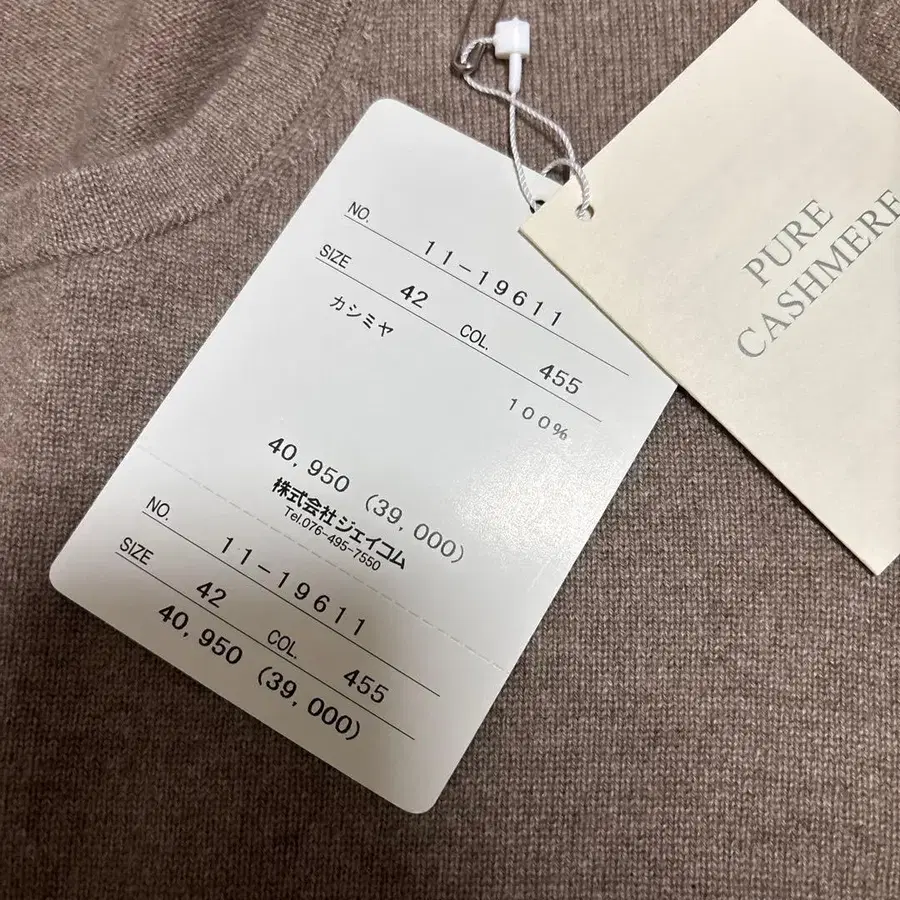 NO. 11-19611
SIZE 42 COL. 455
カシミヤ 100%
40,950 (39,000)
株式会社ジェイコム
Tel.076-495-7550
NO. 11-19611
SIZE 42 COL. 455
40,950 (39,000)
PURE
CASHMERE